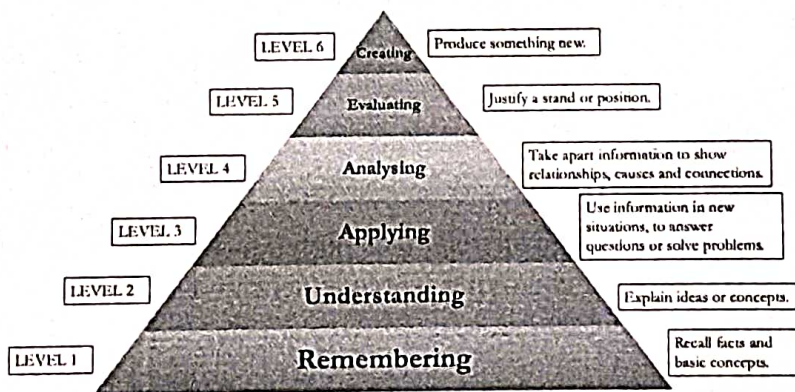 LEVEL 6
Creating
Produce something new.
LEVEL 5
Evaluating
Justify a stand or position.
LEVEL 4
Analysing
Take apart information to show
relationships, causes and connections.
LEVEL 3
Applying
Use information in new
situations, to answer
questions or solve problems.
LEVEL 2
Understanding
Explain ideas or concepts.
LEVEL 1
Remembering
Recall facts and
basic concepts.